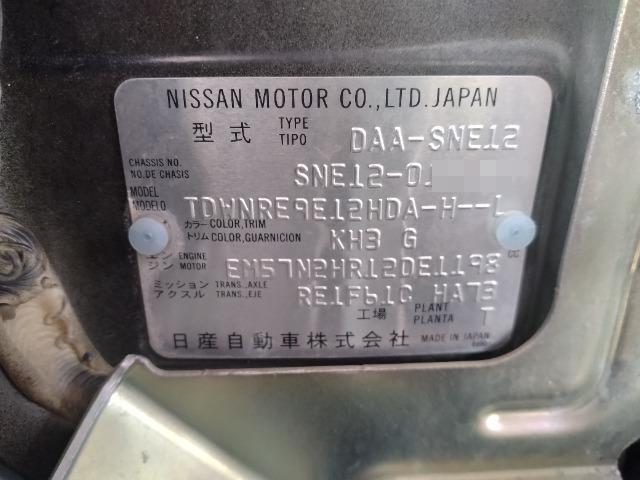 NISSAN MOTOR CO.,LTD.JAPAN
型式 TYPE TIPO DAA-SNE12
CHASSIS NO. NO.DE CHASIS SNE12-01
MODEL MODELO TDWNRE9E12HDA-H--L
カラー COLOR,TRIM トリム COLOR,GUARNICION KH3 G
エンジン ENGINE MOTOR EM57N2HR12DE1198 CC
ミッション TRANS.,AXLE アクスル TRANS.,EJE RE1F61C HA73
工場 PLANT PLANTA T
日産自動車株式会社 MADE IN JAPAN